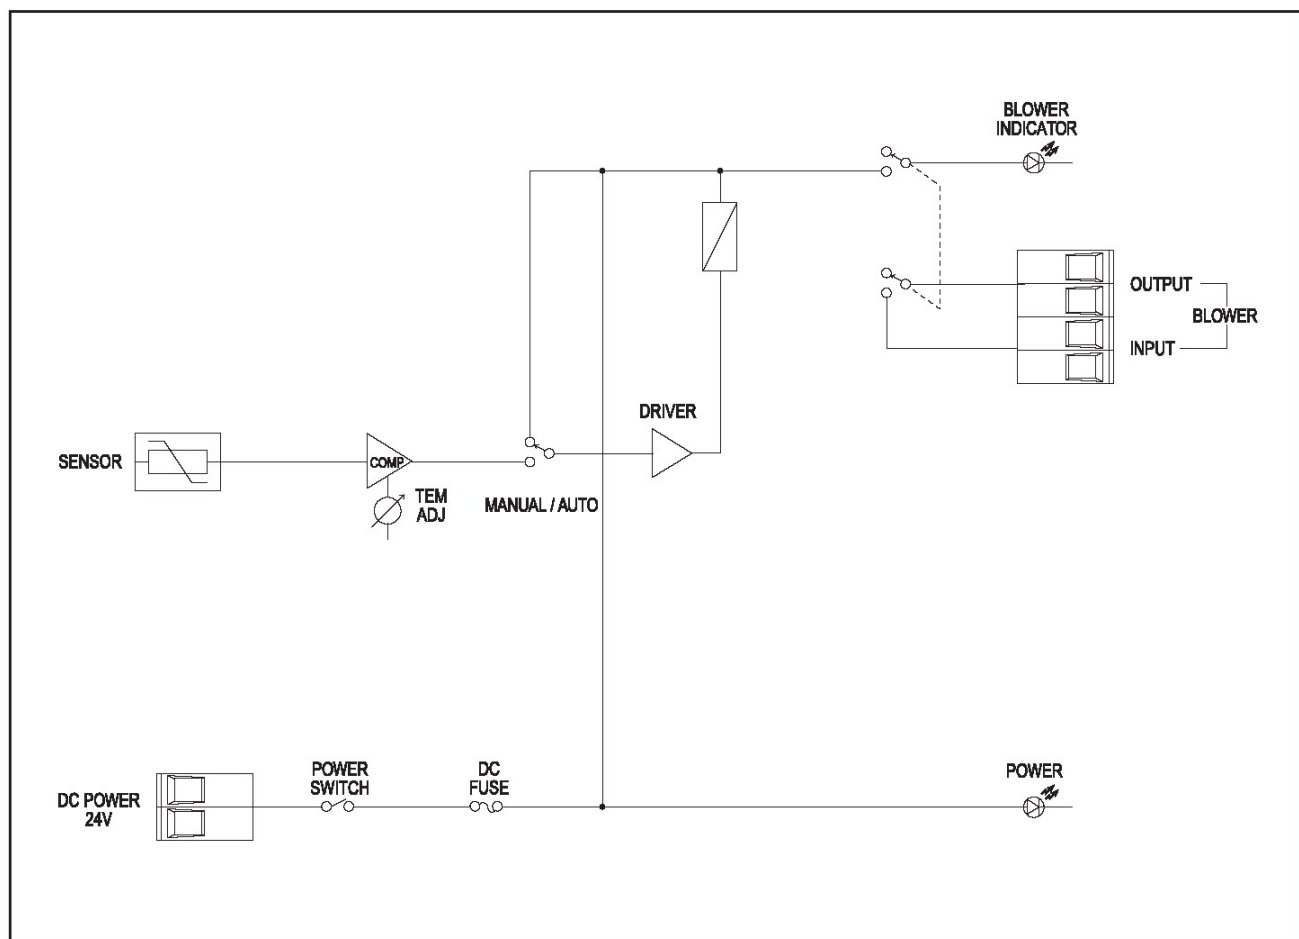 BLOWER
INDICATOR
OUTPUT
BLOWER
INPUT
DRIVER
SENSOR
COMP
TEM
ADJ
MANUAL / AUTO
POWER
SWITCH
DC
FUSE
POWER
DC POWER
24V